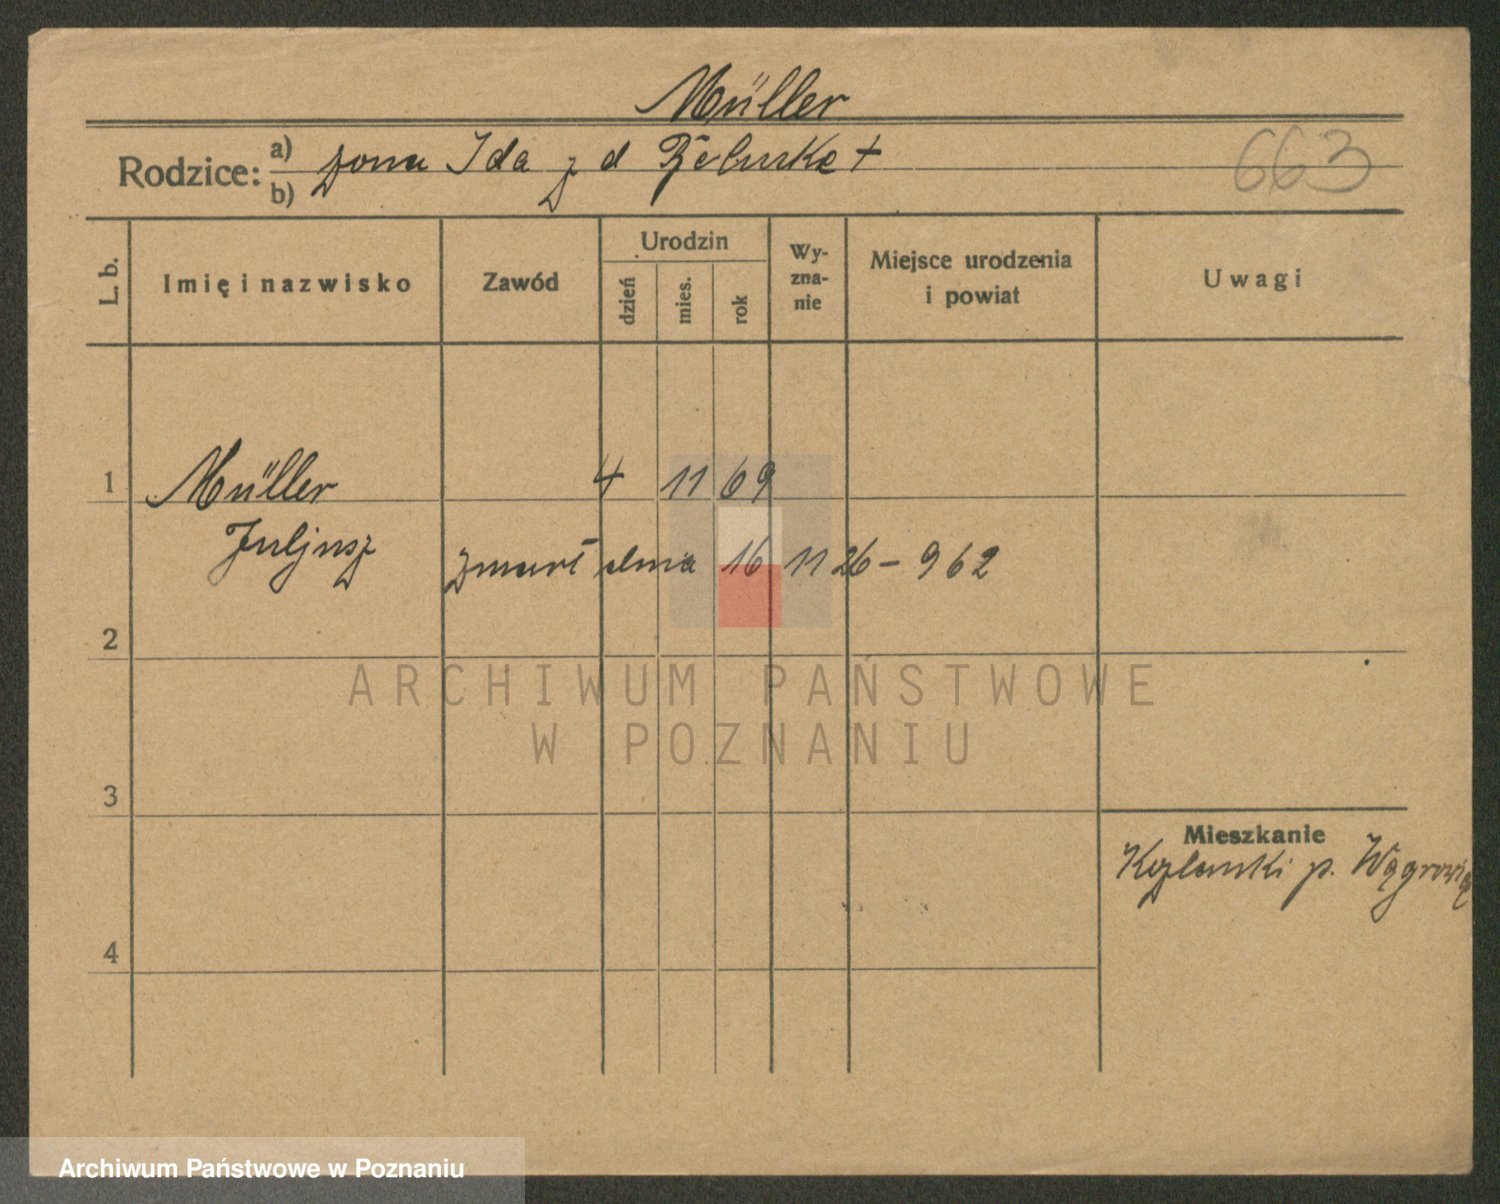 Müller
Rodzice: a) żona Ida z d +
b)
663
L. b.
Imię i nazwisko
Zawód
Urodzin
dzień
mies.
rok
Wy-
zna-
nie
Miejsce urodzenia
i powiat
Uwagi
1 Müller 4 11 69
Juljusz zmarł dnia 16 11 26 – 962
2
ARCHIWUM PAŃSTWOWE
W POZNANIU
3
Mieszkanie
p.
4
Archiwum Państwowe w Poznaniu